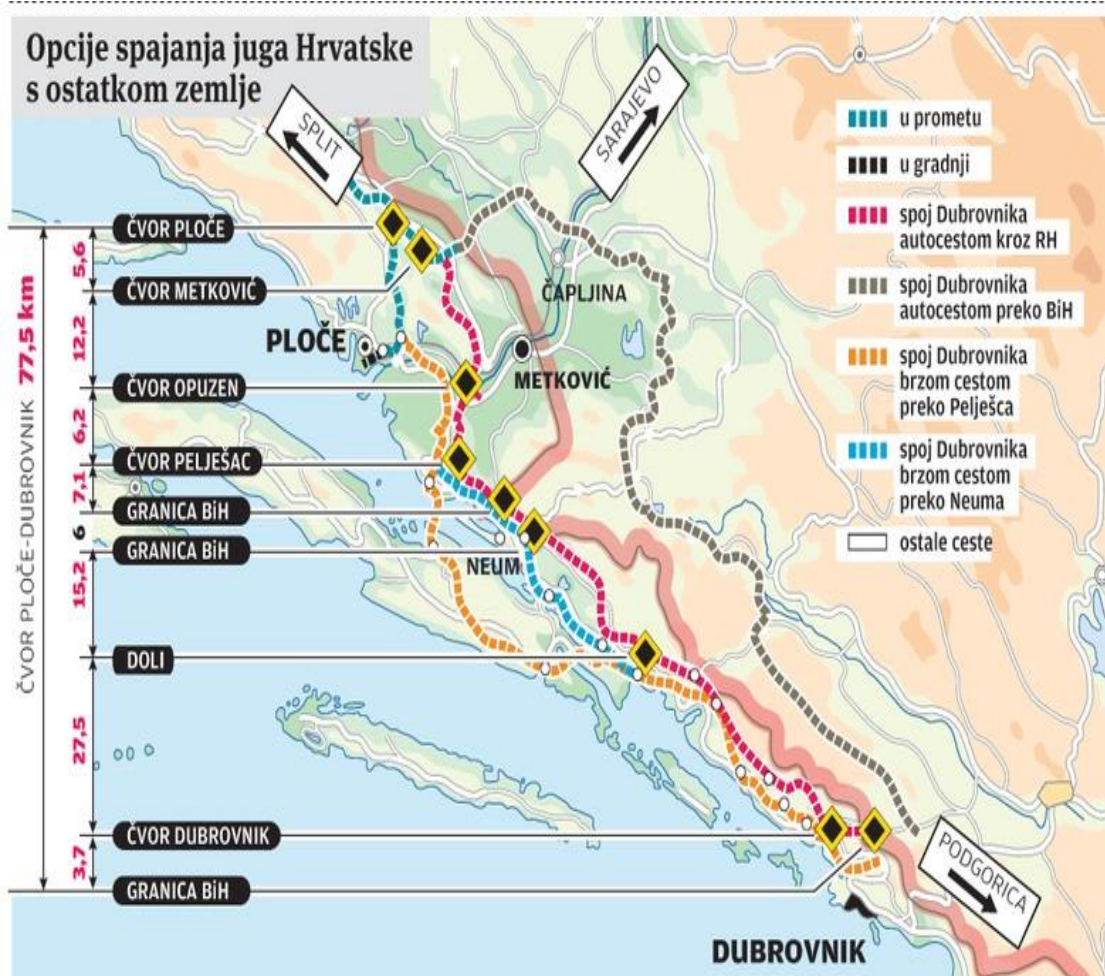 Opcije spajanja juga Hrvatske
s ostatkom zemlje
SPLIT
SARAJEVO
u prometu
u gradnji
spoj Dubrovnika
autocestom kroz RH
spoj Dubrovnika
autocestom preko BiH
spoj Dubrovnika
brzom cestom
preko Pelješca
spoj Dubrovnika
brzom cestom
preko Neuma
ostale ceste
ČVOR PLOČE-DUBROVNIK 77,5 km
ČVOR PLOČE
5,6
ČVOR METKOVIĆ
12,2
ČVOR OPUZEN
6,2
ČVOR PELJEŠAC
7,1
GRANICA BiH
6
GRANICA BiH
15,2
DOLI
27,5
ČVOR DUBROVNIK
3,7
GRANICA BiH
ČAPLJINA
PLOČE
METKOVIĆ
NEUM
PODGORICA
DUBROVNIK